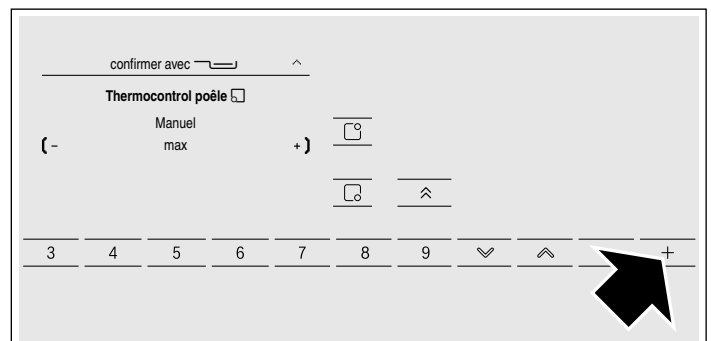 confirmer avec
Thermocontrol poêle
Manuel
- max +
3 4 5 6 7 8 9 +